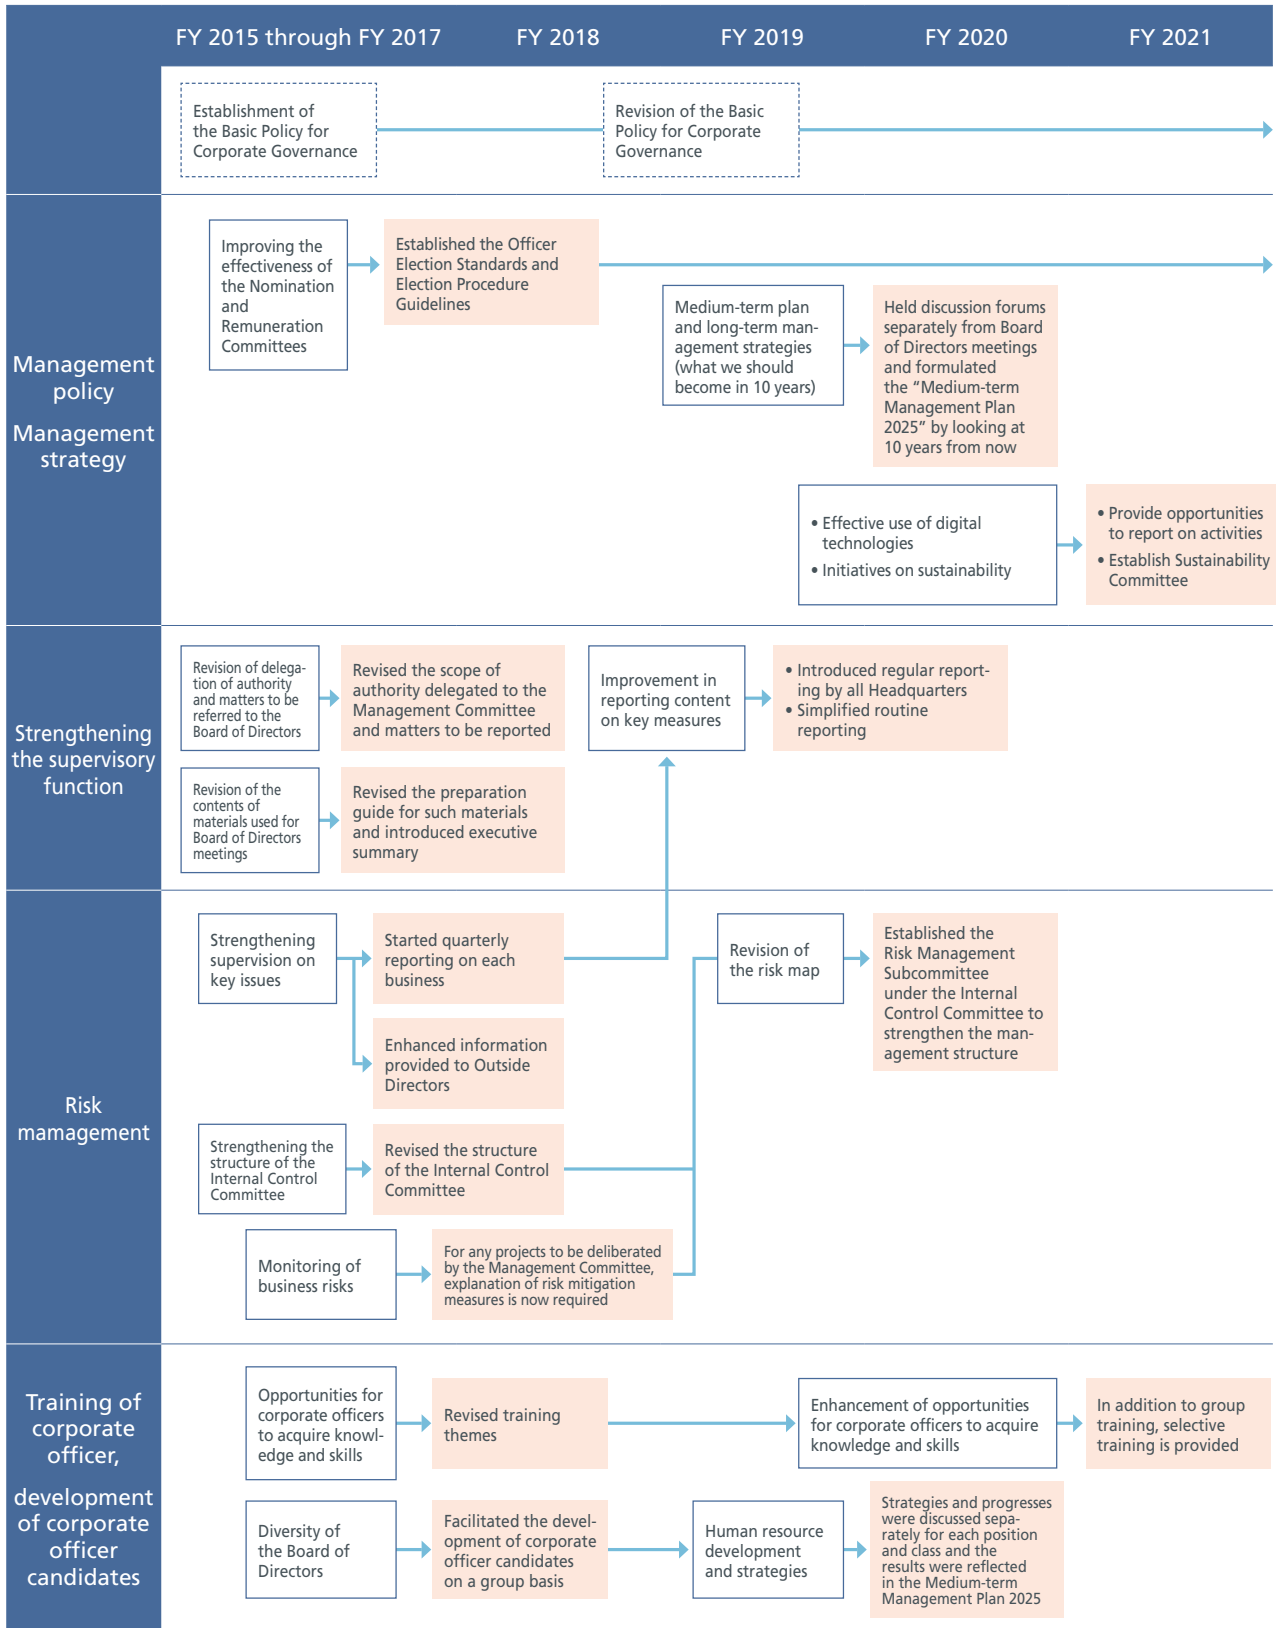 FY 2015 through FY 2017
FY 2018
FY 2019
FY 2020
FY 2021
Establishment of
the Basic Policy for
Corporate Governance
Revision of the Basic
Policy for Corporate
Governance
Management
policy
Management
strategy
Improving the
effectiveness of
the Nomination
and
Remuneration
Committees
Established the Officer
Election Standards and
Election Procedure
Guidelines
Medium-term plan
and long-term man-
agement strategies
(what we should
become in 10 years)
Held discussion forums
separately from Board
of Directors meetings
and formulated
the “Medium-term
Management Plan
2025” by looking at
10 years from now
• Effective use of digital
technologies
• Initiatives on sustainability
• Provide opportunities
to report on activities
• Establish Sustainability
Committee
Strengthening
the supervisory
function
Revision of delega-
tion of authority
and matters to be
referred to the
Board of Directors
Revised the scope of
authority delegated to the
Management Committee
and matters to be reported
Improvement in
reporting content
on key measures
• Introduced regular report-
ing by all Headquarters
• Simplified routine
reporting
Revision of the
contents of
materials used for
Board of Directors
meetings
Revised the preparation
guide for such materials
and introduced executive
summary
Risk
mamagement
Strengthening
supervision on
key issues
Started quarterly
reporting on each
business
Revision of
the risk map
Established the
Risk Management
Subcommittee
under the Internal
Control Committee to
strengthen the man-
agement structure
Enhanced information
provided to Outside
Directors
Strengthening the
structure of the
Internal Control
Committee
Revised the structure
of the Internal Control
Committee
Monitoring of
business risks
For any projects to be deliberated
by the Management Committee,
explanation of risk mitigation
measures is now required
Training of
corporate
officer,
development
of corporate
officer
candidates
Opportunities for
corporate officers
to acquire knowl-
edge and skills
Revised training
themes
Enhancement of opportunities
for corporate officers to acquire
knowledge and skills
In addition to group
training, selective
training is provided
Diversity of
the Board of
Directors
Facilitated the devel-
opment of corporate
officer candidates
on a group basis
Human resource
development
and strategies
Strategies and progresses
were discussed sepa-
rately for each position
and class and the
results were reflected
in the Medium-term
Management Plan 2025